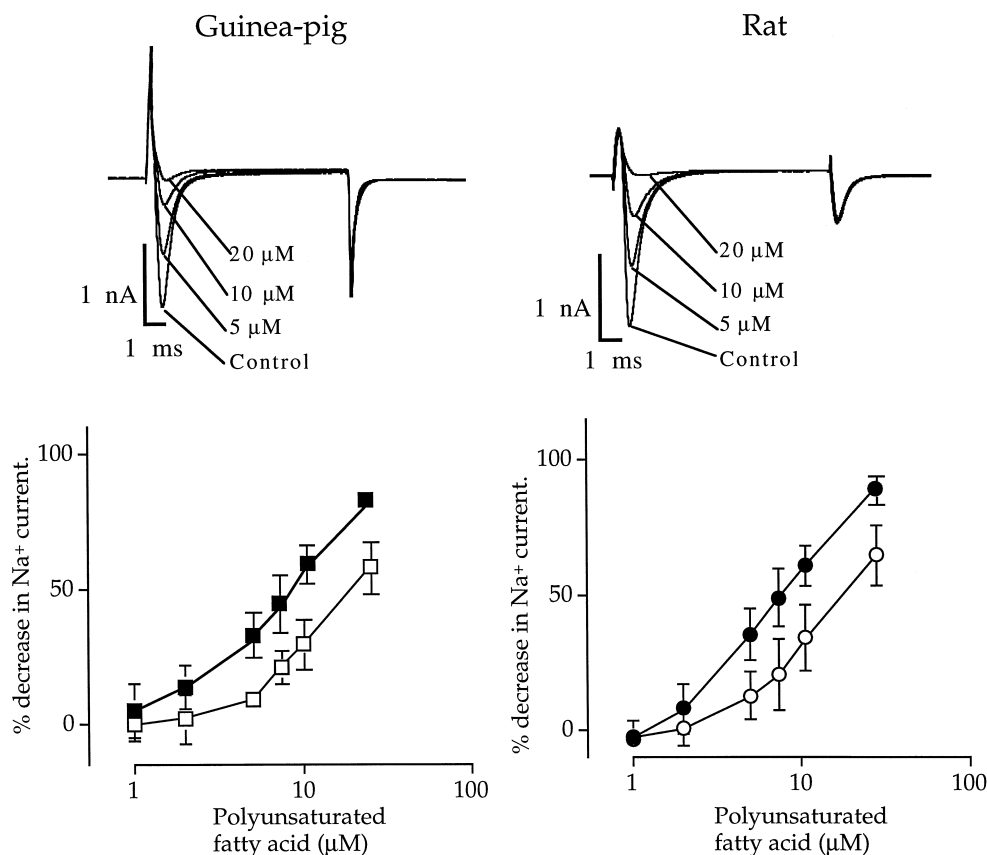 Guinea-pig
Rat
20 µM
10 µM
5 µM
Control
1 nA
1 ms
20 µM
10 µM
5 µM
Control
1 nA
1 ms
% decrease in Na+ current.
100
50
0
1
10
100
Polyunsaturated
fatty acid (µM)
% decrease in Na+ current.
100
50
0
1
10
100
Polyunsaturated
fatty acid (µM)